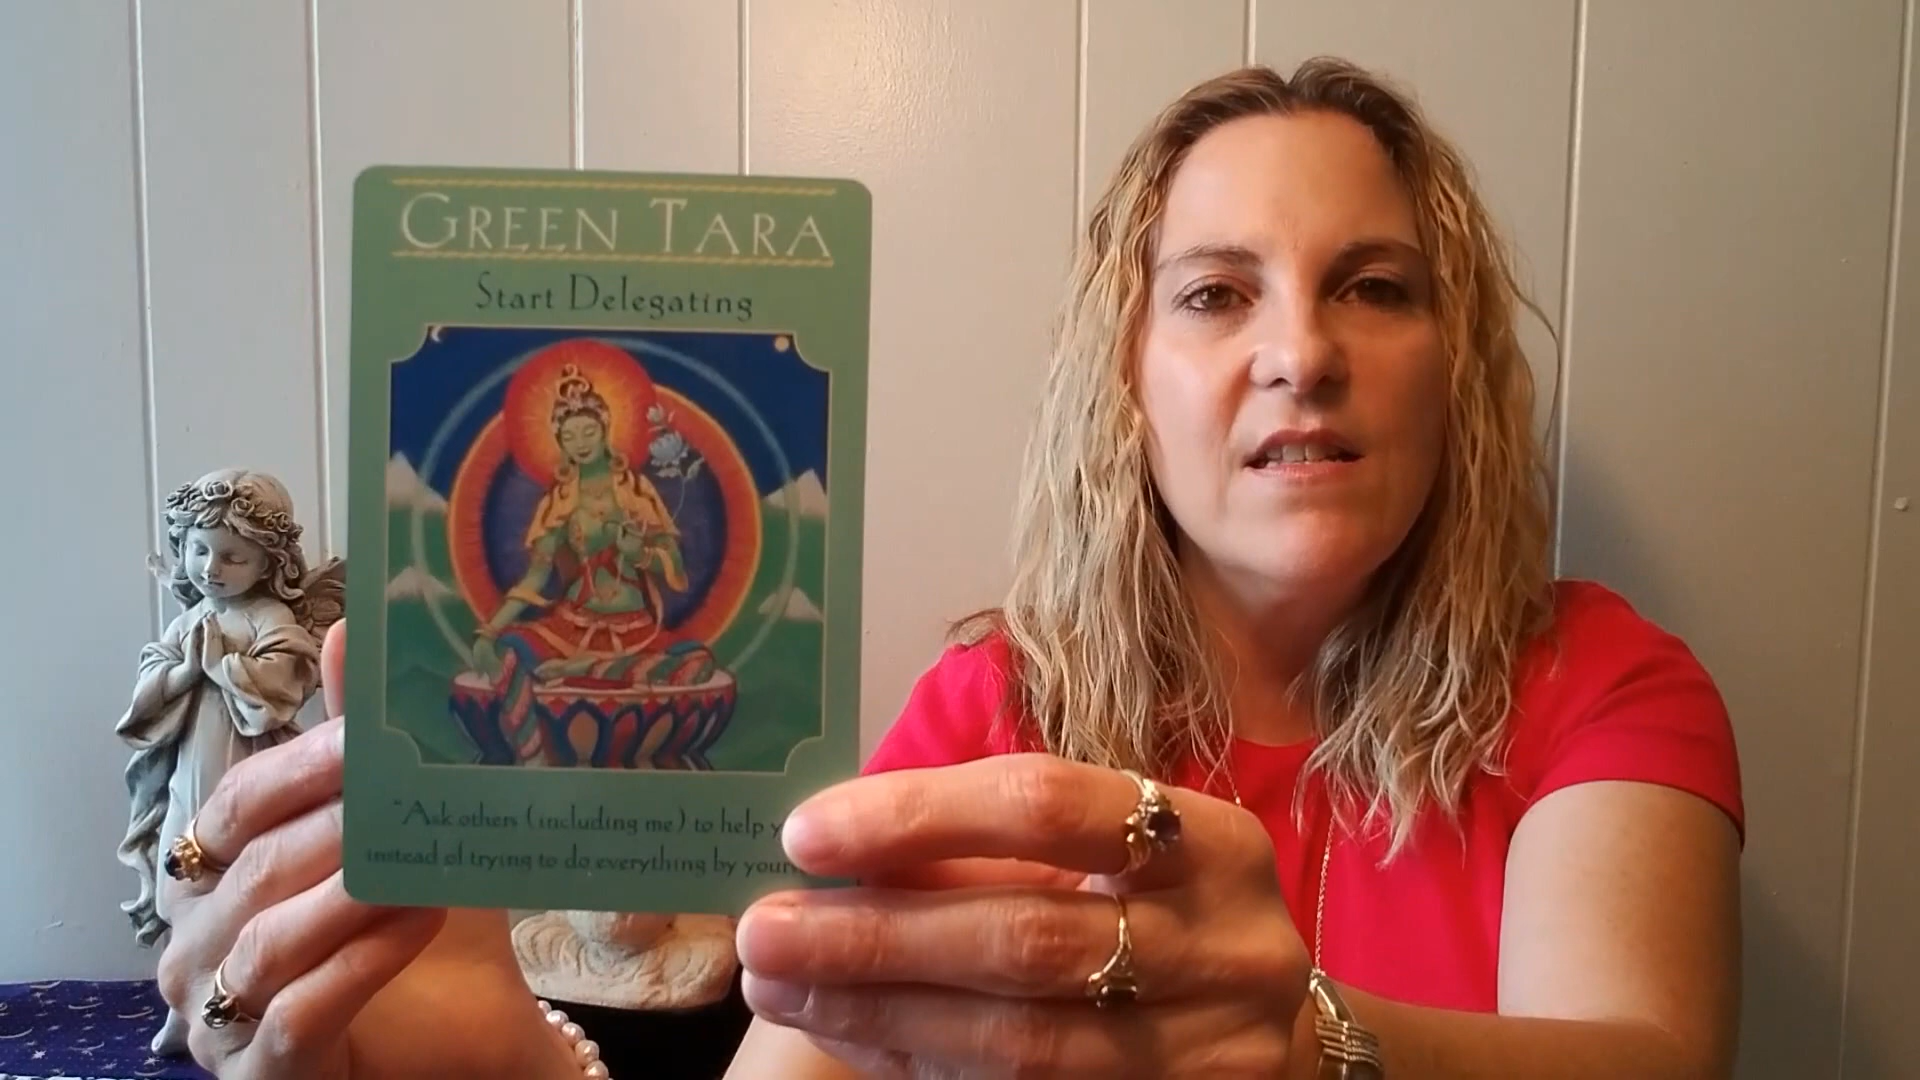 GREEN TARA
Start Delegating
"Ask others (including me) to help
instead of trying to do everything by